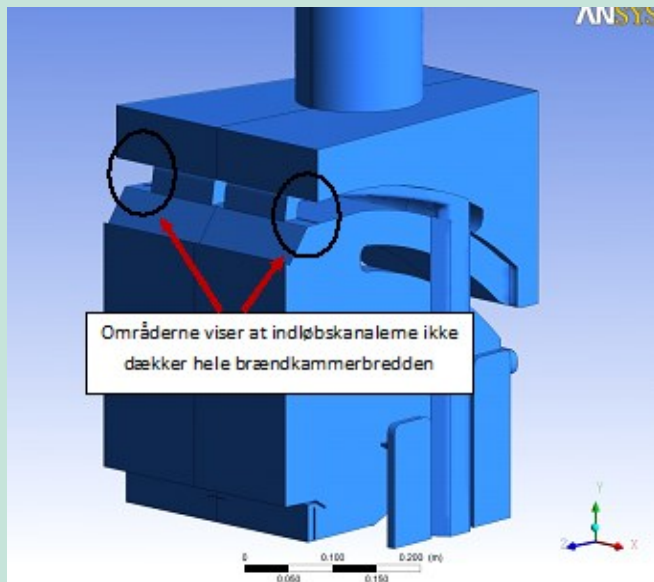 ANSYS
Områderne viser at indløbskanalerne ikke
dækker hele brændkammerbredden
Y
Z X
0 0.100 0.200 (m)
0.050 0.150